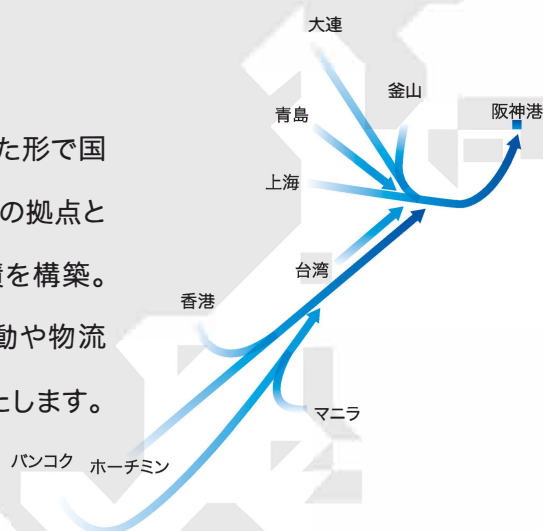 大連
釜山
阪神港
青島
た形で国
上海
の拠点と
台湾
を構築。
香港
動や物流
たします。
マニラ
バンコク
ホーチミン